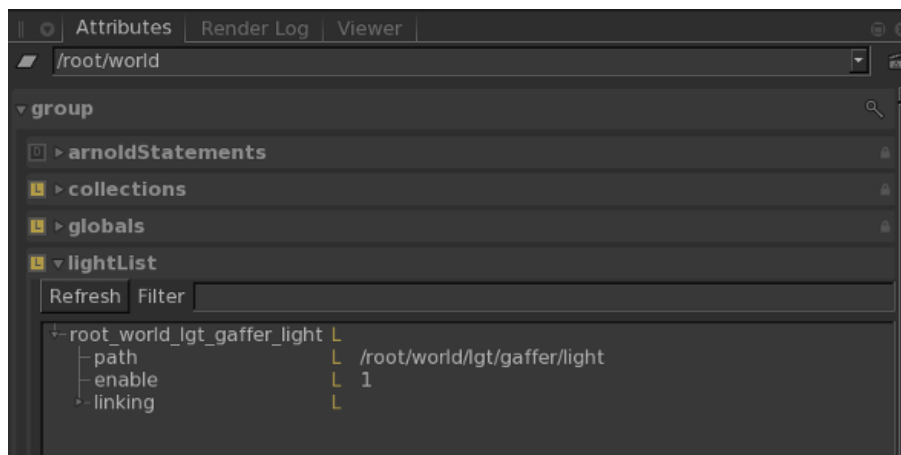 Attributes Render Log Viewer
/root/world
group
D arnoldStatements
L collections
L globals
L lightList
Refresh Filter
root_world_lgt_gaffer_light L
path L /root/world/lgt/gaffer/light
enable L 1
linking L